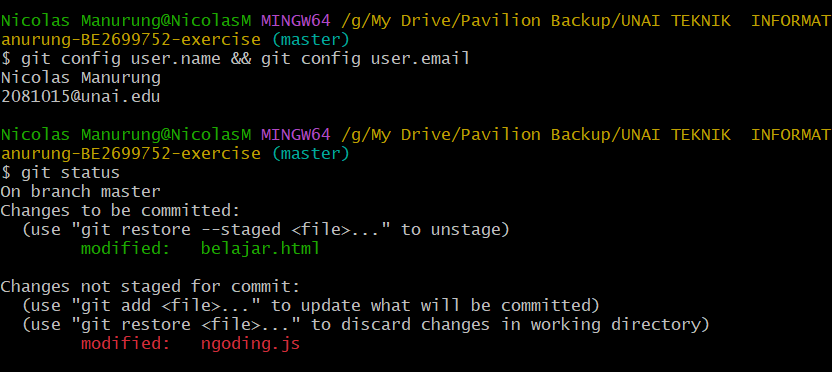 Nicolas Manurung@NicolasM MINGW64 /g/My Drive/Pavilion Backup/UNAI TEKNIK  INFORMAT
anurung-BE2699752-exercise (master)
$ git config user.name && git config user.email
Nicolas Manurung
2081015@unai.edu

Nicolas Manurung@NicolasM MINGW64 /g/My Drive/Pavilion Backup/UNAI TEKNIK  INFORMAT
anurung-BE2699752-exercise (master)
$ git status
On branch master
Changes to be committed:
  (use "git restore --staged <file>..." to unstage)
        modified:   belajar.html

Changes not staged for commit:
  (use "git add <file>..." to update what will be committed)
  (use "git restore <file>..." to discard changes in working directory)
        modified:   ngoding.js